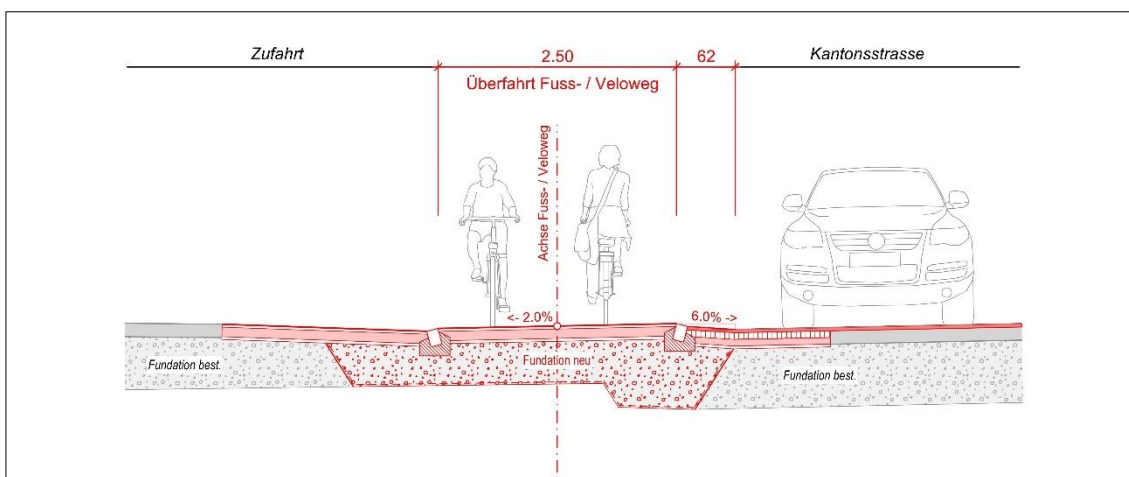 Zufahrt
2.50
62
Kantonsstrasse
Überfahrt Fuss- / Veloweg
Achse Fuss- / Veloweg
<- 2.0%
6.0% ->
Fundation best.
Fundation neu
Fundation best.